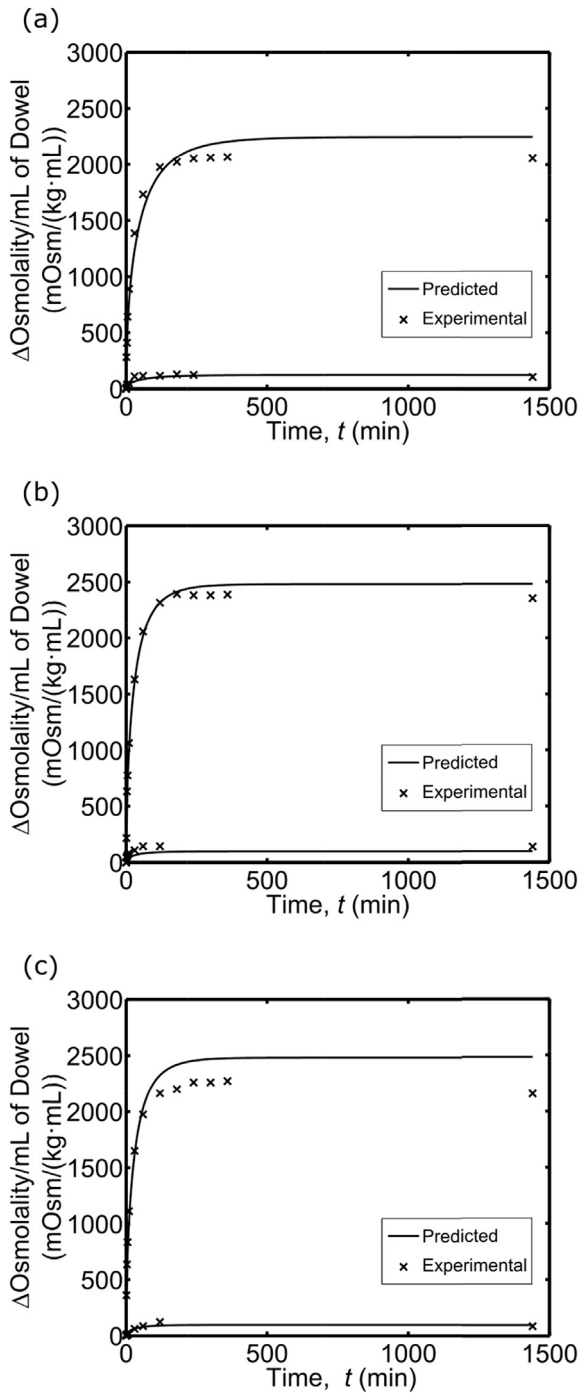 (a)
ΔOsmolality/mL of Dowel
(mOsm/(kg·mL))
3000
2500
2000
1500
1000
500
0
Predicted
Experimental
0 500 1000 1500
Time, t (min)
(b)
ΔOsmolality/mL of Dowel
(mOsm/(kg·mL))
3000
2500
2000
1500
1000
500
0
Predicted
Experimental
0 500 1000 1500
Time, t (min)
(c)
ΔOsmolality/mL of Dowel
(mOsm/(kg·mL))
3000
2500
2000
1500
1000
500
0
Predicted
Experimental
0 500 1000 1500
Time, t (min)